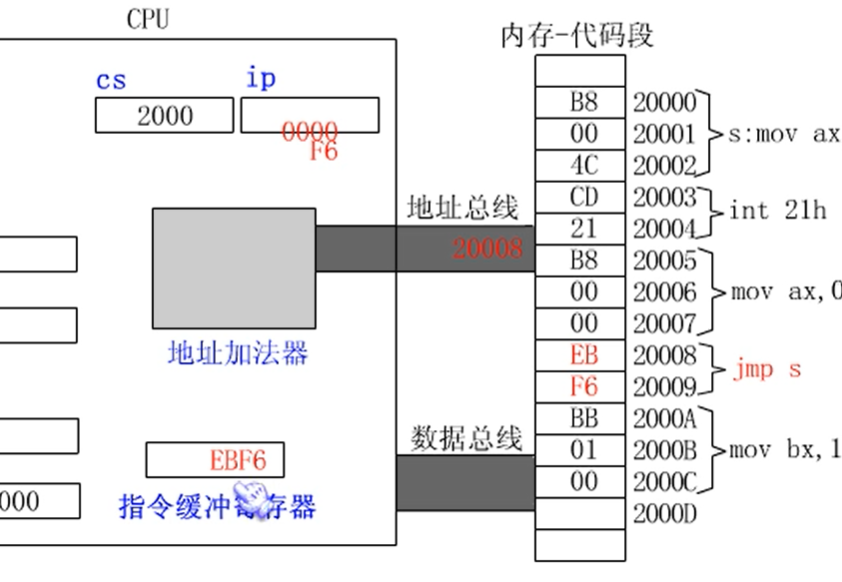 CPU
内存-代码段
cs
ip
2000
0000
F6
B8 20000
00 20001
4C 20002
s:mov ax
CD 20003
21 20004
int 21h
B8 20005
00 20006
00 20007
mov ax,0
EB 20008
F6 20009
jmp s
BB 2000A
01 2000B
00 2000C
mov bx,1
2000D
地址总线
20008
地址加法器
数据总线
EBF6
指令缓冲寄存器
000